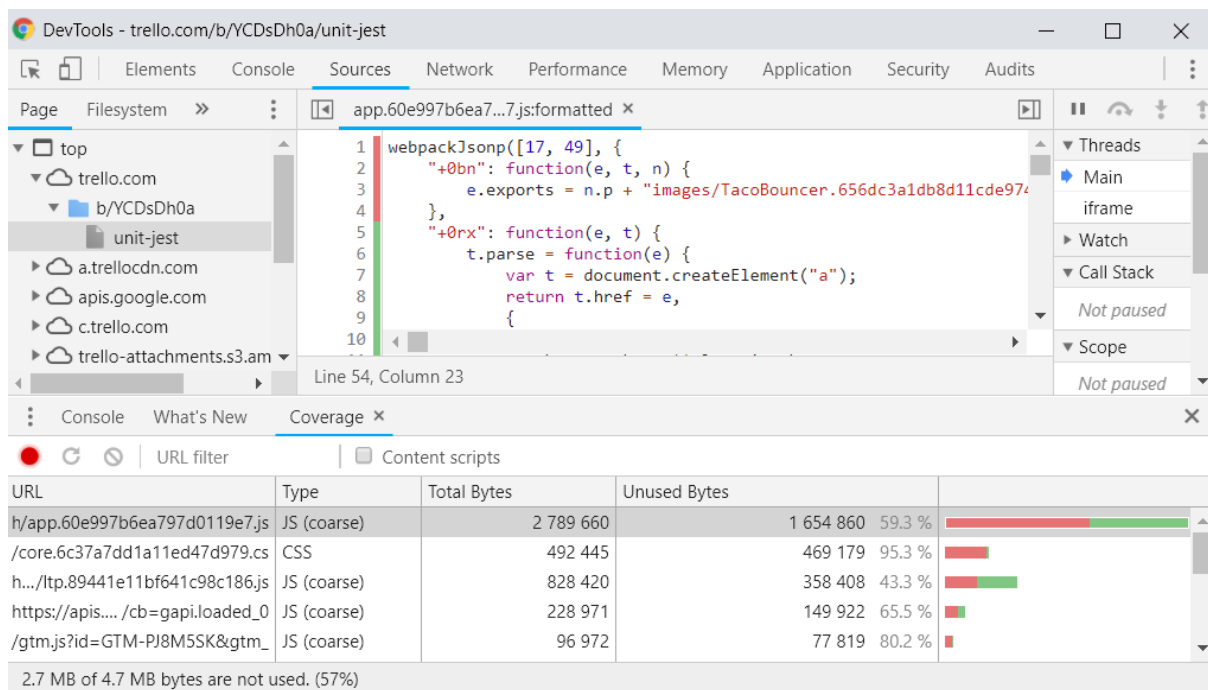 DevTools - trello.com/b/YCDsDh0a/unit-jest
Elements Console Sources Network Performance Memory Application Security Audits
Page Filesystem » app.60e997b6ea7...7.js:formatted ×
top
trello.com
b/YCDsDh0a
unit-jest
a.trellocdn.com
apis.google.com
c.trello.com
trello-attachments.s3.am
1 webpackJsonp([17, 49], {
2 "+0bn": function(e, t, n) {
3 e.exports = n.p + "images/TacoBouncer.656dc3a1db8d11cde974
4 },
5 "+0rx": function(e, t) {
6 t.parse = function(e) {
7 var t = document.createElement("a");
8 return t.href = e,
9 {
10
Line 54, Column 23
Threads
Main
iframe
Watch
Call Stack
Not paused
Scope
Not paused
Console What's New Coverage ×
URL filter Content scripts
URL Type Total Bytes Unused Bytes
h/app.60e997b6ea797d0119e7.js JS (coarse) 2 789 660 1 654 860 59.3 %
/core.6c37a7dd1a11ed47d979.cs CSS 492 445 469 179 95.3 %
h.../ltp.89441e11bf641c98c186.js JS (coarse) 828 420 358 408 43.3 %
https://apis.... /cb=gapi.loaded_0 JS (coarse) 228 971 149 922 65.5 %
/gtm.js?id=GTM-PJ8M5SK&gtm_ JS (coarse) 96 972 77 819 80.2 %
2.7 MB of 4.7 MB bytes are not used. (57%)